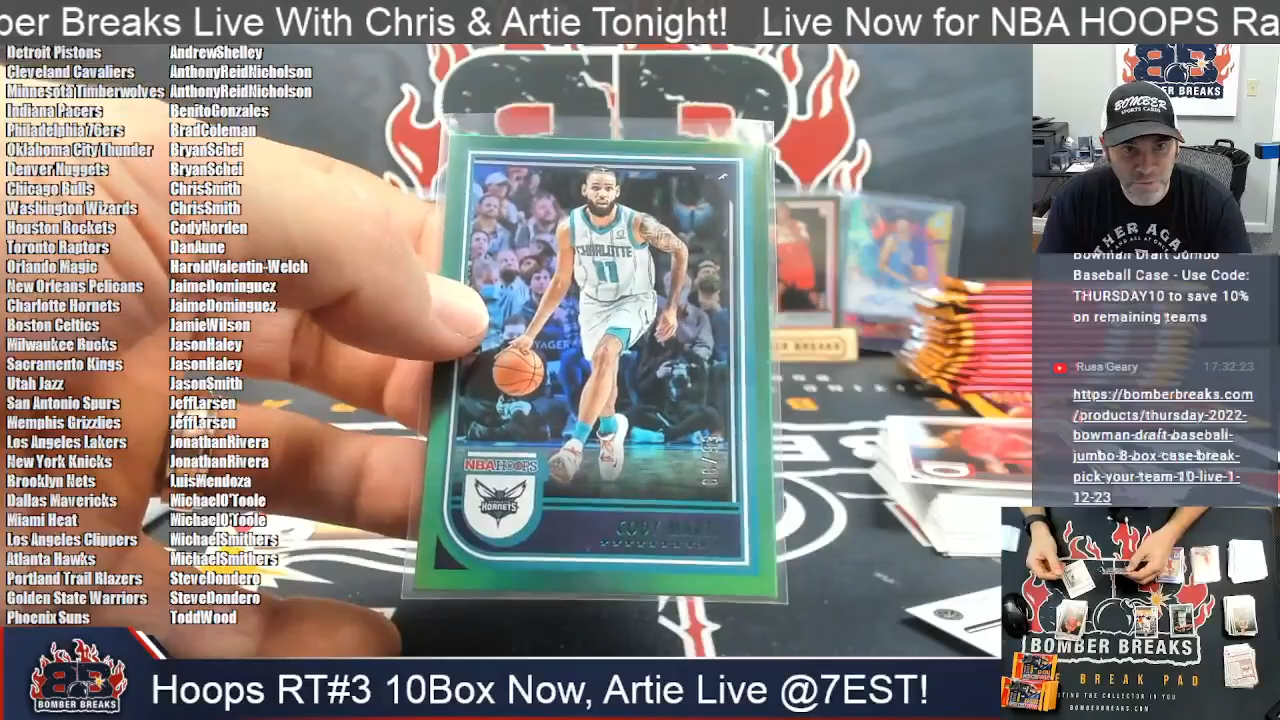 ber Breaks Live With Chris & Artie Tonight! Live Now for NBA HOOPS Ra
Detroit Pistons AndrewShelley
Cleveland Cavaliers AnthonyReidNicholson
Minnesota Timberwolves AnthonyReidNicholson
Indiana Pacers BenitoGonzales
Philadelphia 76ers BradColeman
Oklahoma City Thunder BryanSchei
Denver Nuggets BryanSchei
Chicago Bulls ChrisSmith
Washington Wizards ChrisSmith
Houston Rockets CodyNorden
Toronto Raptors DanAune
Orlando Magic HaroldValentin-Welch
New Orleans Pelicans JaimeDominguez
Charlotte Hornets JaimeDominguez
Boston Celtics JamieWilson
Milwaukee Bucks JasonHaley
Sacramento Kings JasonHaley
Utah Jazz JasonSmith
San Antonio Spurs JeffLarsen
Memphis Grizzlies JeffLarsen
Los Angeles Lakers JonathanRivera
New York Knicks JonathanRivera
Brooklyn Nets LuisMendoza
Dallas Mavericks MichaelO'Toole
Miami Heat MichaelO'Toole
Los Angeles Clippers MichaelSmithers
Atlanta Hawks MichaelSmithers
Portland Trail Blazers SteveDondero
Golden State Warriors SteveDondero
Phoenix Suns ToddWood
CHARLOTTE
11
NBA HOOPS
HORNETS
CODY
BB
BREAKS
BOMBER
SPORTS CARDS
THER AGA
Bowman Draft Jumbo
Baseball Case - Use Code:
THURSDAY10 to save 10%
on remaining teams
Russ Geary 17:32:23
https://bomberbreaks.com
/products/thursday-2022-
bowman-draft-baseball-
jumbo-8-box-case-break-
pick-your-team-10-live-1-
12-23
BOMBER BREAKS
BREAK PAD
BOMBERBREAKS.COM
BB
BOMBER BREAKS
Hoops RT#3 10Box Now, Artie Live @7EST!